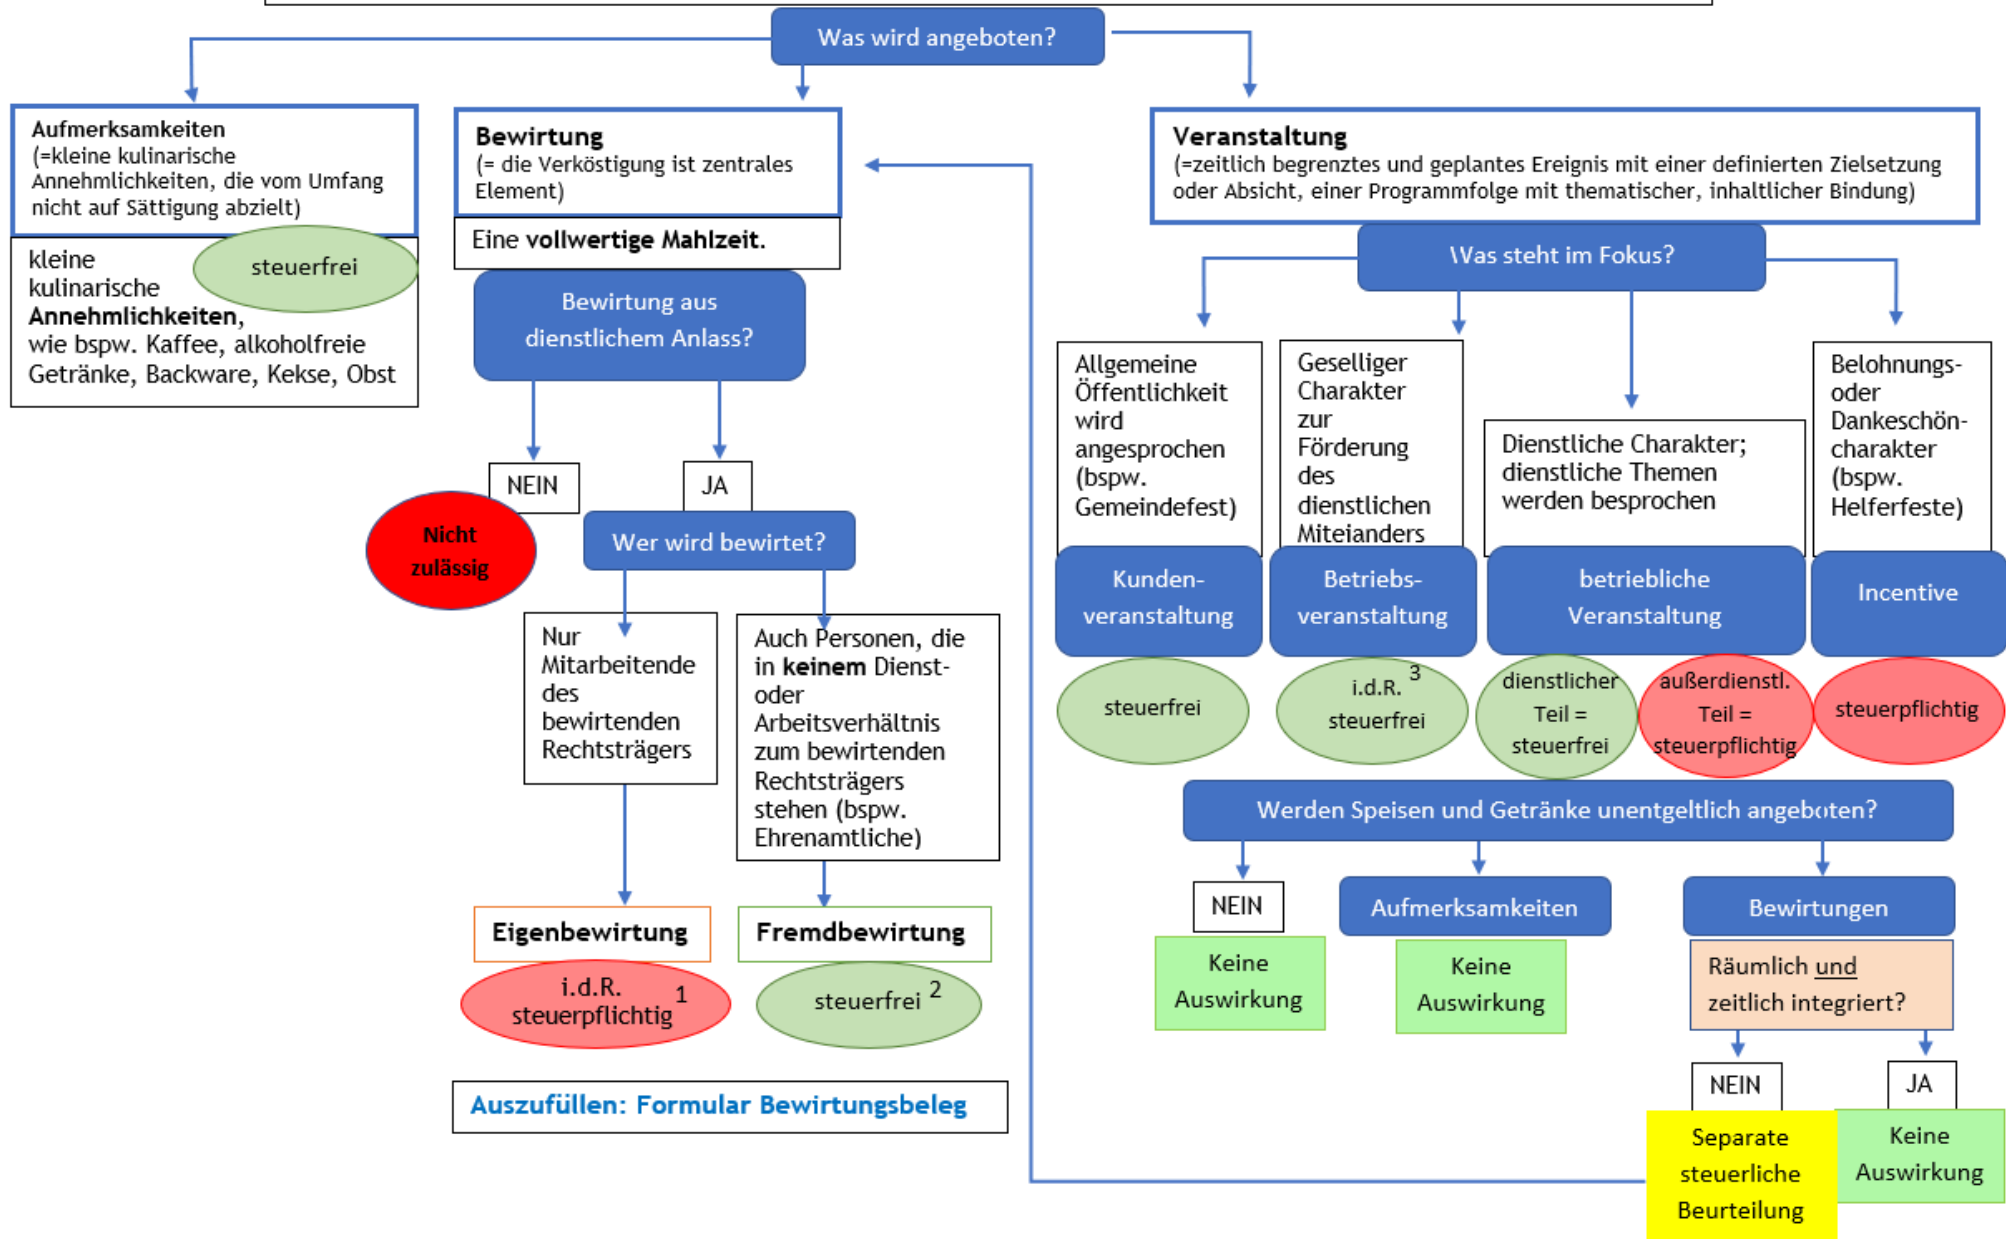 Was wird angeboten?
Aufmerksamkeiten
(=kleine kulinarische
Annehmlichkeiten, die vom Umfang
nicht auf Sättigung abzielt)
steuerfrei
kleine
kulinarische
Annehmlichkeiten,
wie bspw. Kaffee, alkoholfreie
Getränke, Backware, Kekse, Obst
Bewirtung
(= die Verköstigung ist zentrales
Element)
Eine vollwertige Mahlzeit.
Bewirtung aus
dienstlichem Anlass?
NEIN
JA
Nicht
zulässig
Wer wird bewirtet?
Nur
Mitarbeitende
des
bewirtenden
Rechtsträgers
Auch Personen, die
in keinem Dienst-
oder
Arbeitsverhältnis
zum bewirtenden
Rechtsträgers
stehen (bspw.
Ehrenamtliche)
Eigenbewirtung
i.d.R.
steuerpflichtig 1
Fremdbewirtung
steuerfrei 2
Auszufüllen: Formular Bewirtungsbeleg
Veranstaltung
(=zeitlich begrenztes und geplantes Ereignis mit einer definierten Zielsetzung
oder Absicht, einer Programmfolge mit thematischer, inhaltlicher Bindung)
Was steht im Fokus?
Allgemeine
Öffentlichkeit
wird
angesprochen
(bspw.
Gemeindefest)
Kunden-
veranstaltung
steuerfrei
Geselliger
Charakter
zur
Förderung
des
dienstlichen
Miteianders
Betriebs-
veranstaltung
i.d.R. 3
steuerfrei
Dienstliche Charakter;
dienstliche Themen
werden besprochen
betriebliche
Veranstaltung
dienstlicher
Teil =
steuerfrei
außerdienstl.
Teil =
steuerpflichtig
Belohnungs-
oder
Dankeschön-
charakter
(bspw.
Helferfeste)
Incentive
steuerpflichtig
Werden Speisen und Getränke unentgeltlich angeboten?
NEIN
Keine
Auswirkung
Aufmerksamkeiten
Keine
Auswirkung
Bewirtungen
Räumlich und
zeitlich integriert?
NEIN
Separate
steuerliche
Beurteilung
JA
Keine
Auswirkung